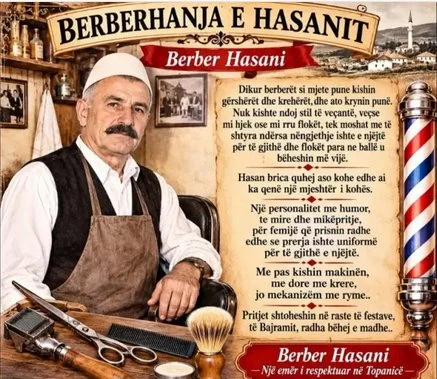 BERBERHANJA E HASANIT
Berber Hasani
Dikur berberët si mjete pune kishin
gërshërët dhe krehërët, dhe ato krynin punë.
Nuk kishte ndoj stil të veçantë, veçse
mi hjek ose mi rru flokët, tek moshat me të
shtyra ndërsa nëngjethje ishte e njëjtë
për të gjithë dhe flokët para ne ballë u
bëheshin më vijë.
Hasan brica quhej aso kohe edhe ai
ka qenë një mjeshtër i kohës.
Një personalitet me humor,
te mire dhe mikëpritje,
për femijë që prisnin radhe
edhe se prerja ishte uniformë
për të gjithë e njëjtë.
Me pas kishin makinën,
me dore me krere,
jo mekanizëm me ryme..
Pritjet shtoheshin në raste të festave,
të Bajramit, radha bëhej e madhe..
Berber Hasani
— Një emër i respektuar në Topanicë —